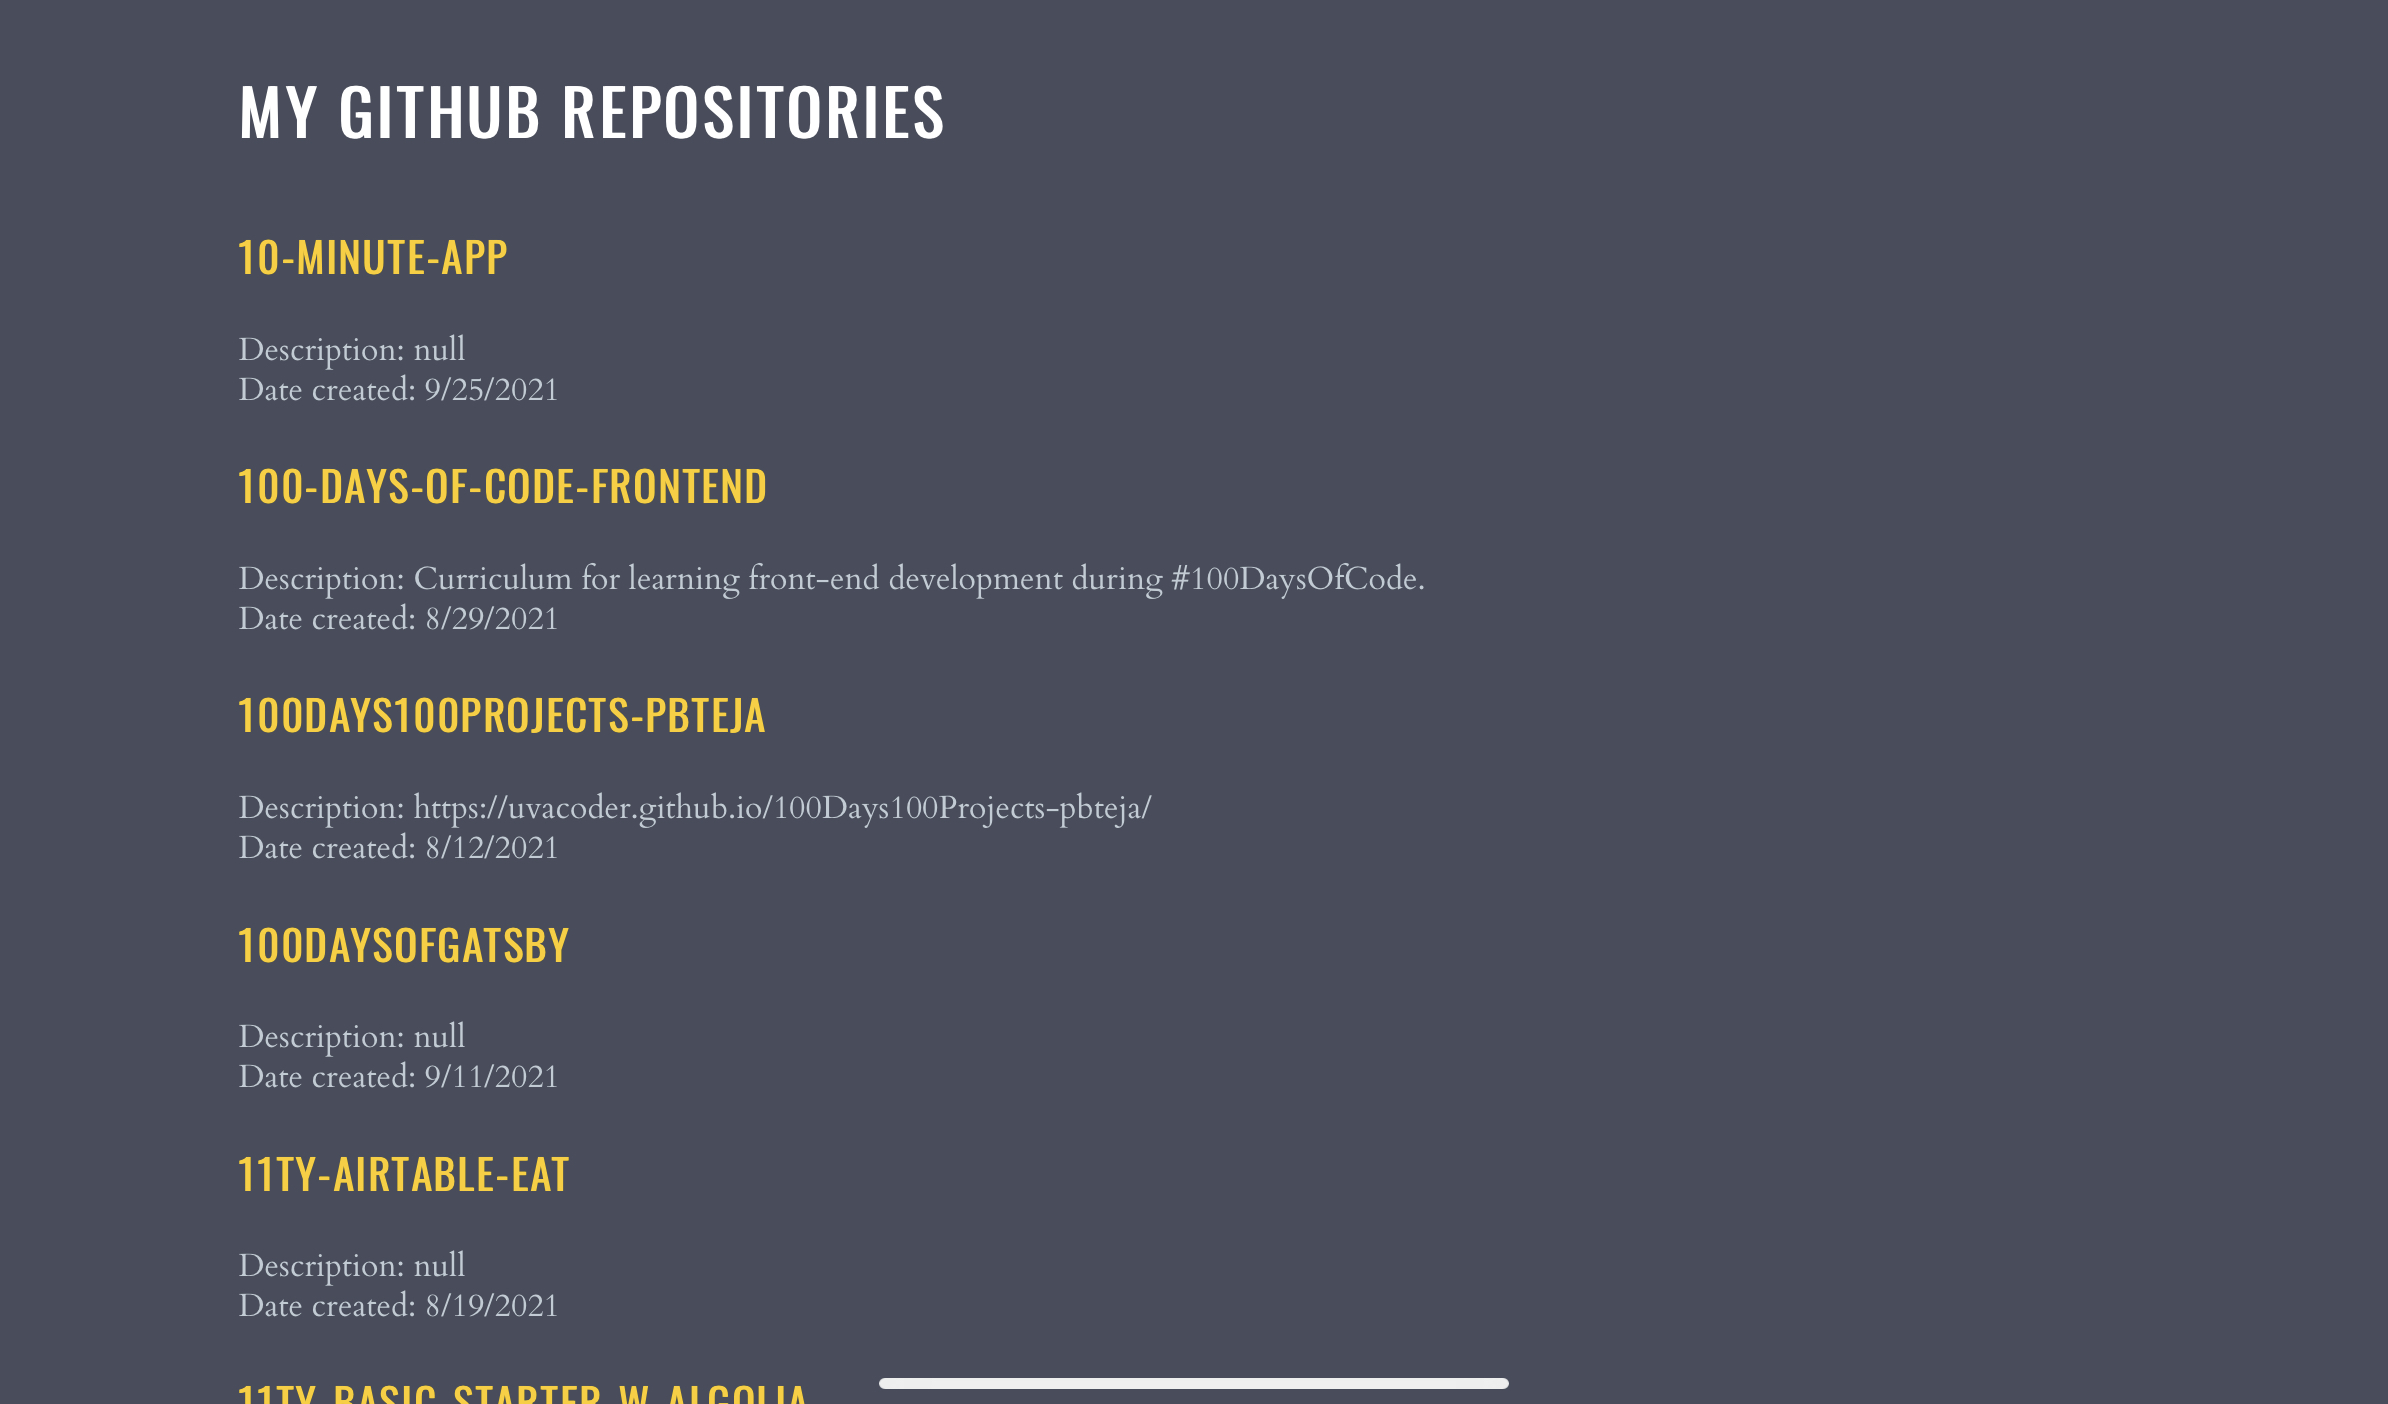 MY GITHUB REPOSITORIES
10-MINUTE-APP
Description: null
Date created: 9/25/2021
100-DAYS-OF-CODE-FRONTEND
Description: Curriculum for learning front-end development during #100DaysOfCode.
Date created: 8/29/2021
100DAYS100PROJECTS-PBTEJA
Description: https://uvacoder.github.io/100Days100Projects-pbteja/
Date created: 8/12/2021
100DAYSOFGATSBY
Description: null
Date created: 9/11/2021
11TY-AIRTABLE-EAT
Description: null
Date created: 8/19/2021
11TY-BASIC-STARTER-W-ALGOLIA